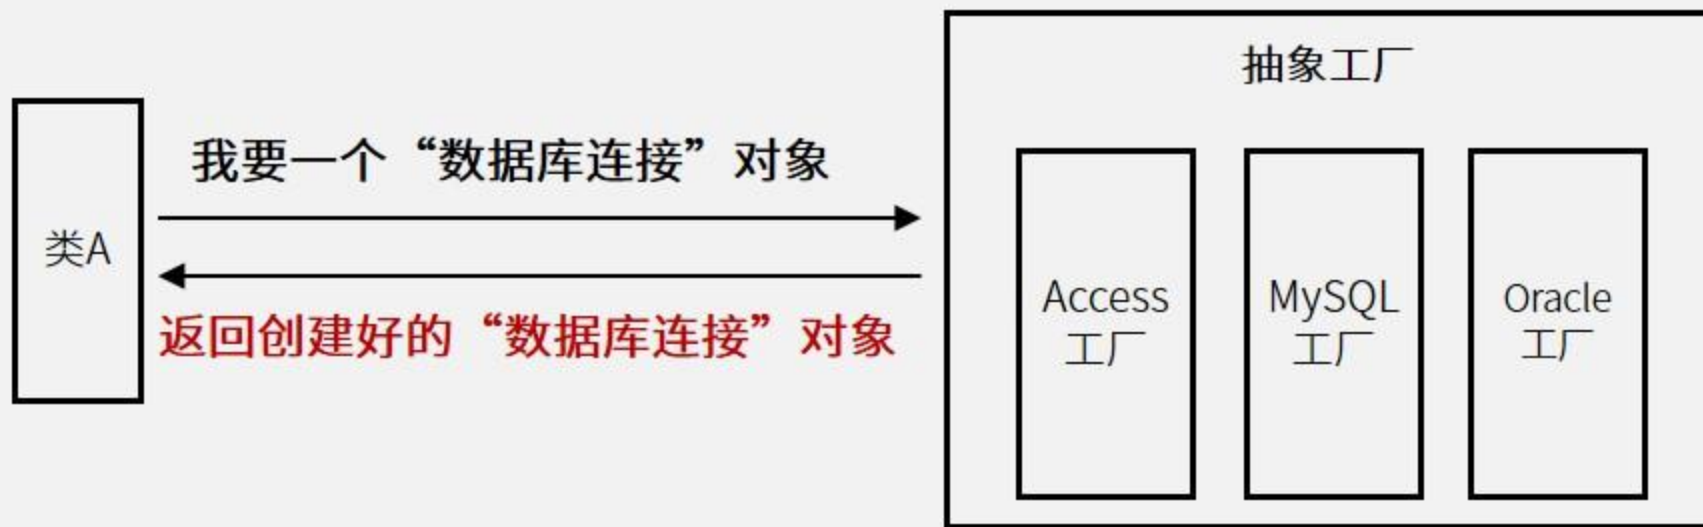 抽象工厂
我要一个“数据库连接”对象
类A
返回创建好的“数据库连接”对象
Access
工厂
MySQL
工厂
Oracle
工厂